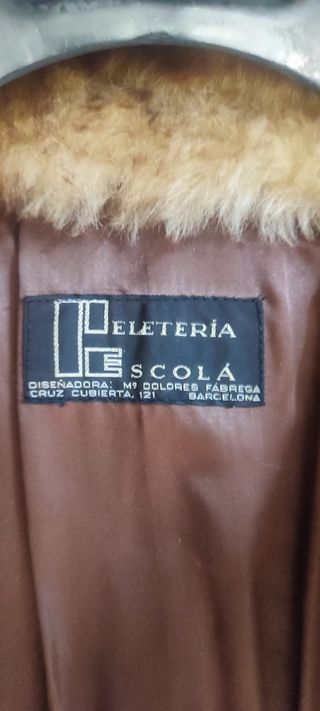 PELETERÍA
ESCOLÁ
DISEÑADORA: Mª DOLORES FÁBREGA
CRUZ CUBIERTA, 121 BARCELONA